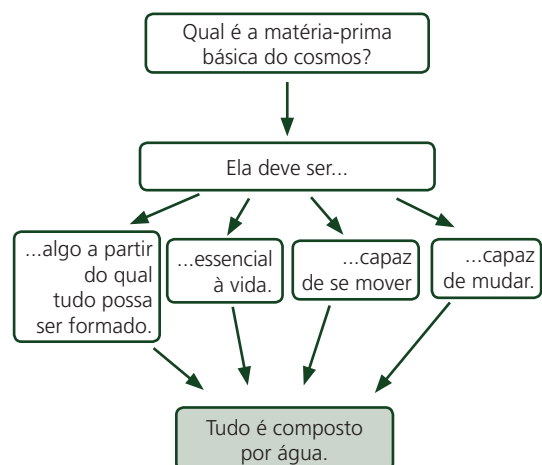 Qual é a matéria-prima
básica do cosmos?
Ela deve ser...
...algo a partir
do qual
tudo possa
ser formado.
...essencial
à vida.
...capaz
de se mover
...capaz
de mudar.
Tudo é composto
por água.